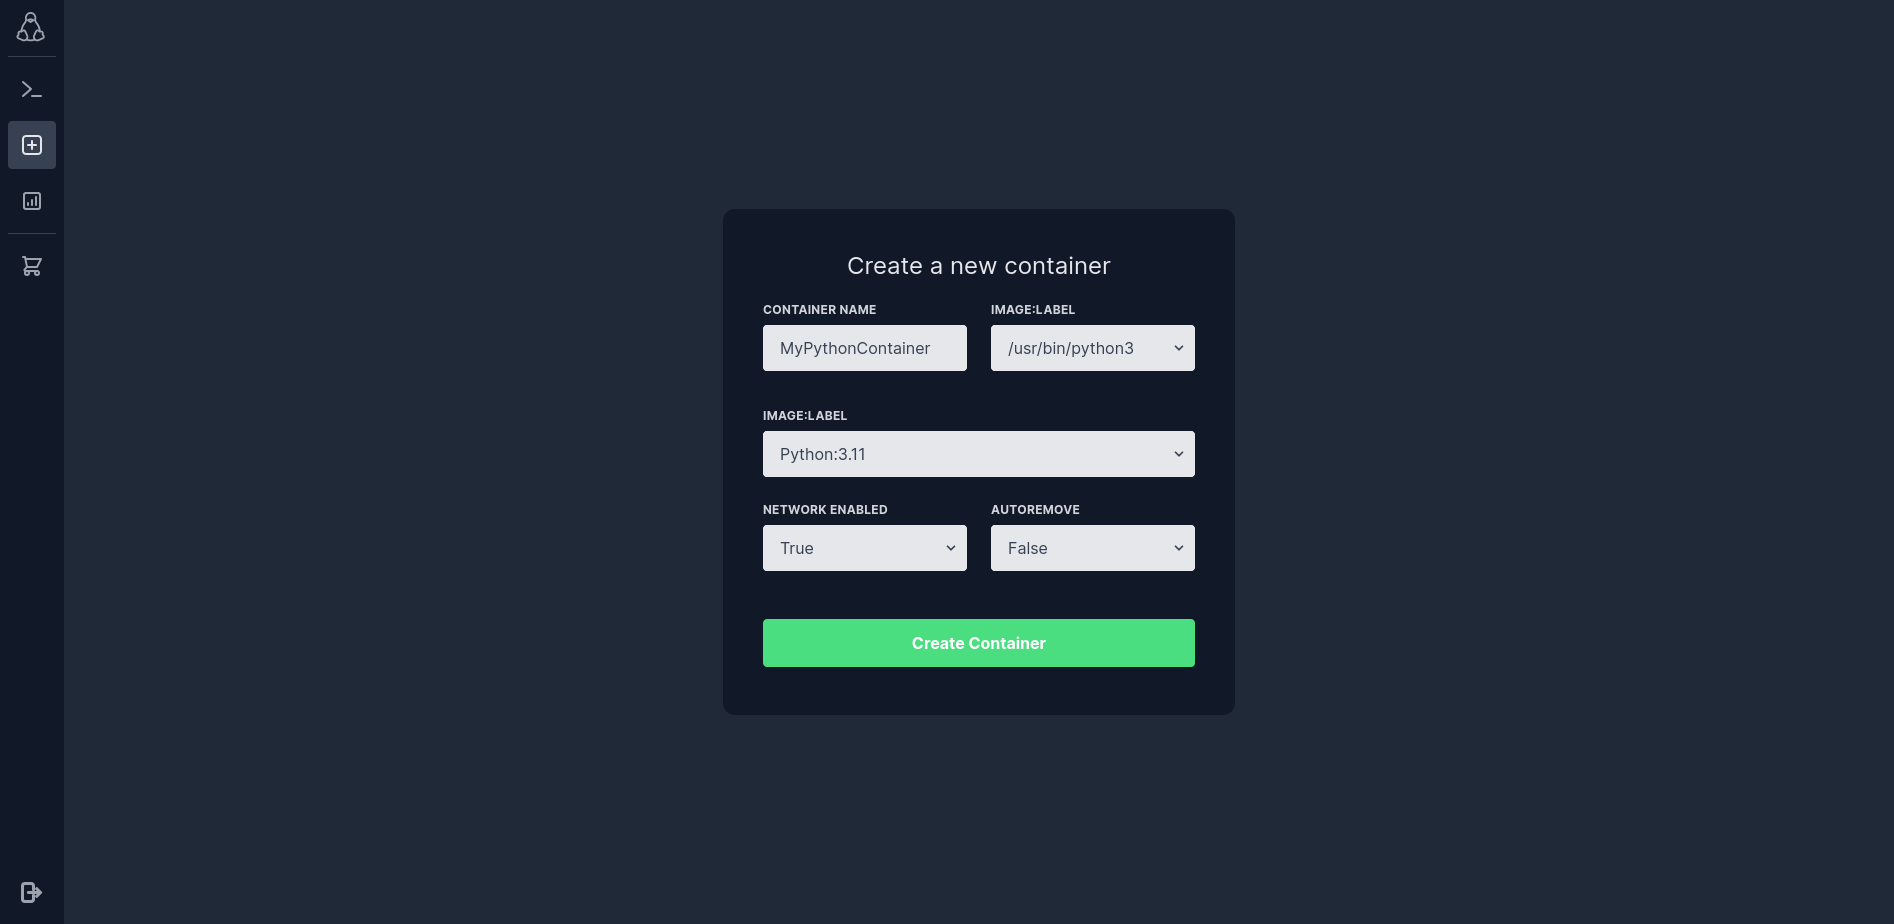 Create a new container
CONTAINER NAME
IMAGE:LABEL
MyPythonContainer
/usr/bin/python3
IMAGE:LABEL
Python:3.11
NETWORK ENABLED
AUTOREMOVE
True
False
Create Container